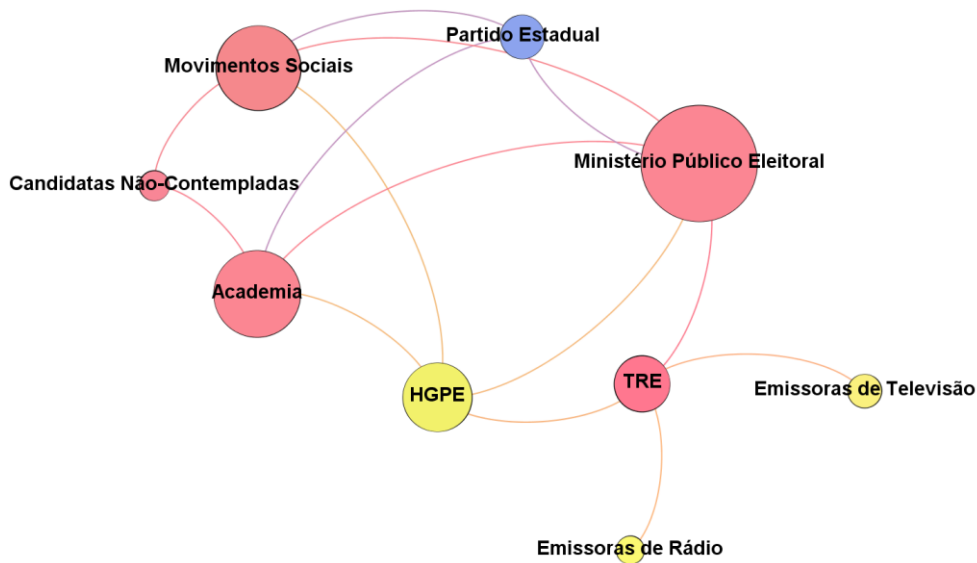 Partido Estadual
Movimentos Sociais
Ministério Público Eleitoral
Candidatas Não-Contempladas
Academia
HGPE
TRE
Emissoras de Televisão
Emissoras de Rádio